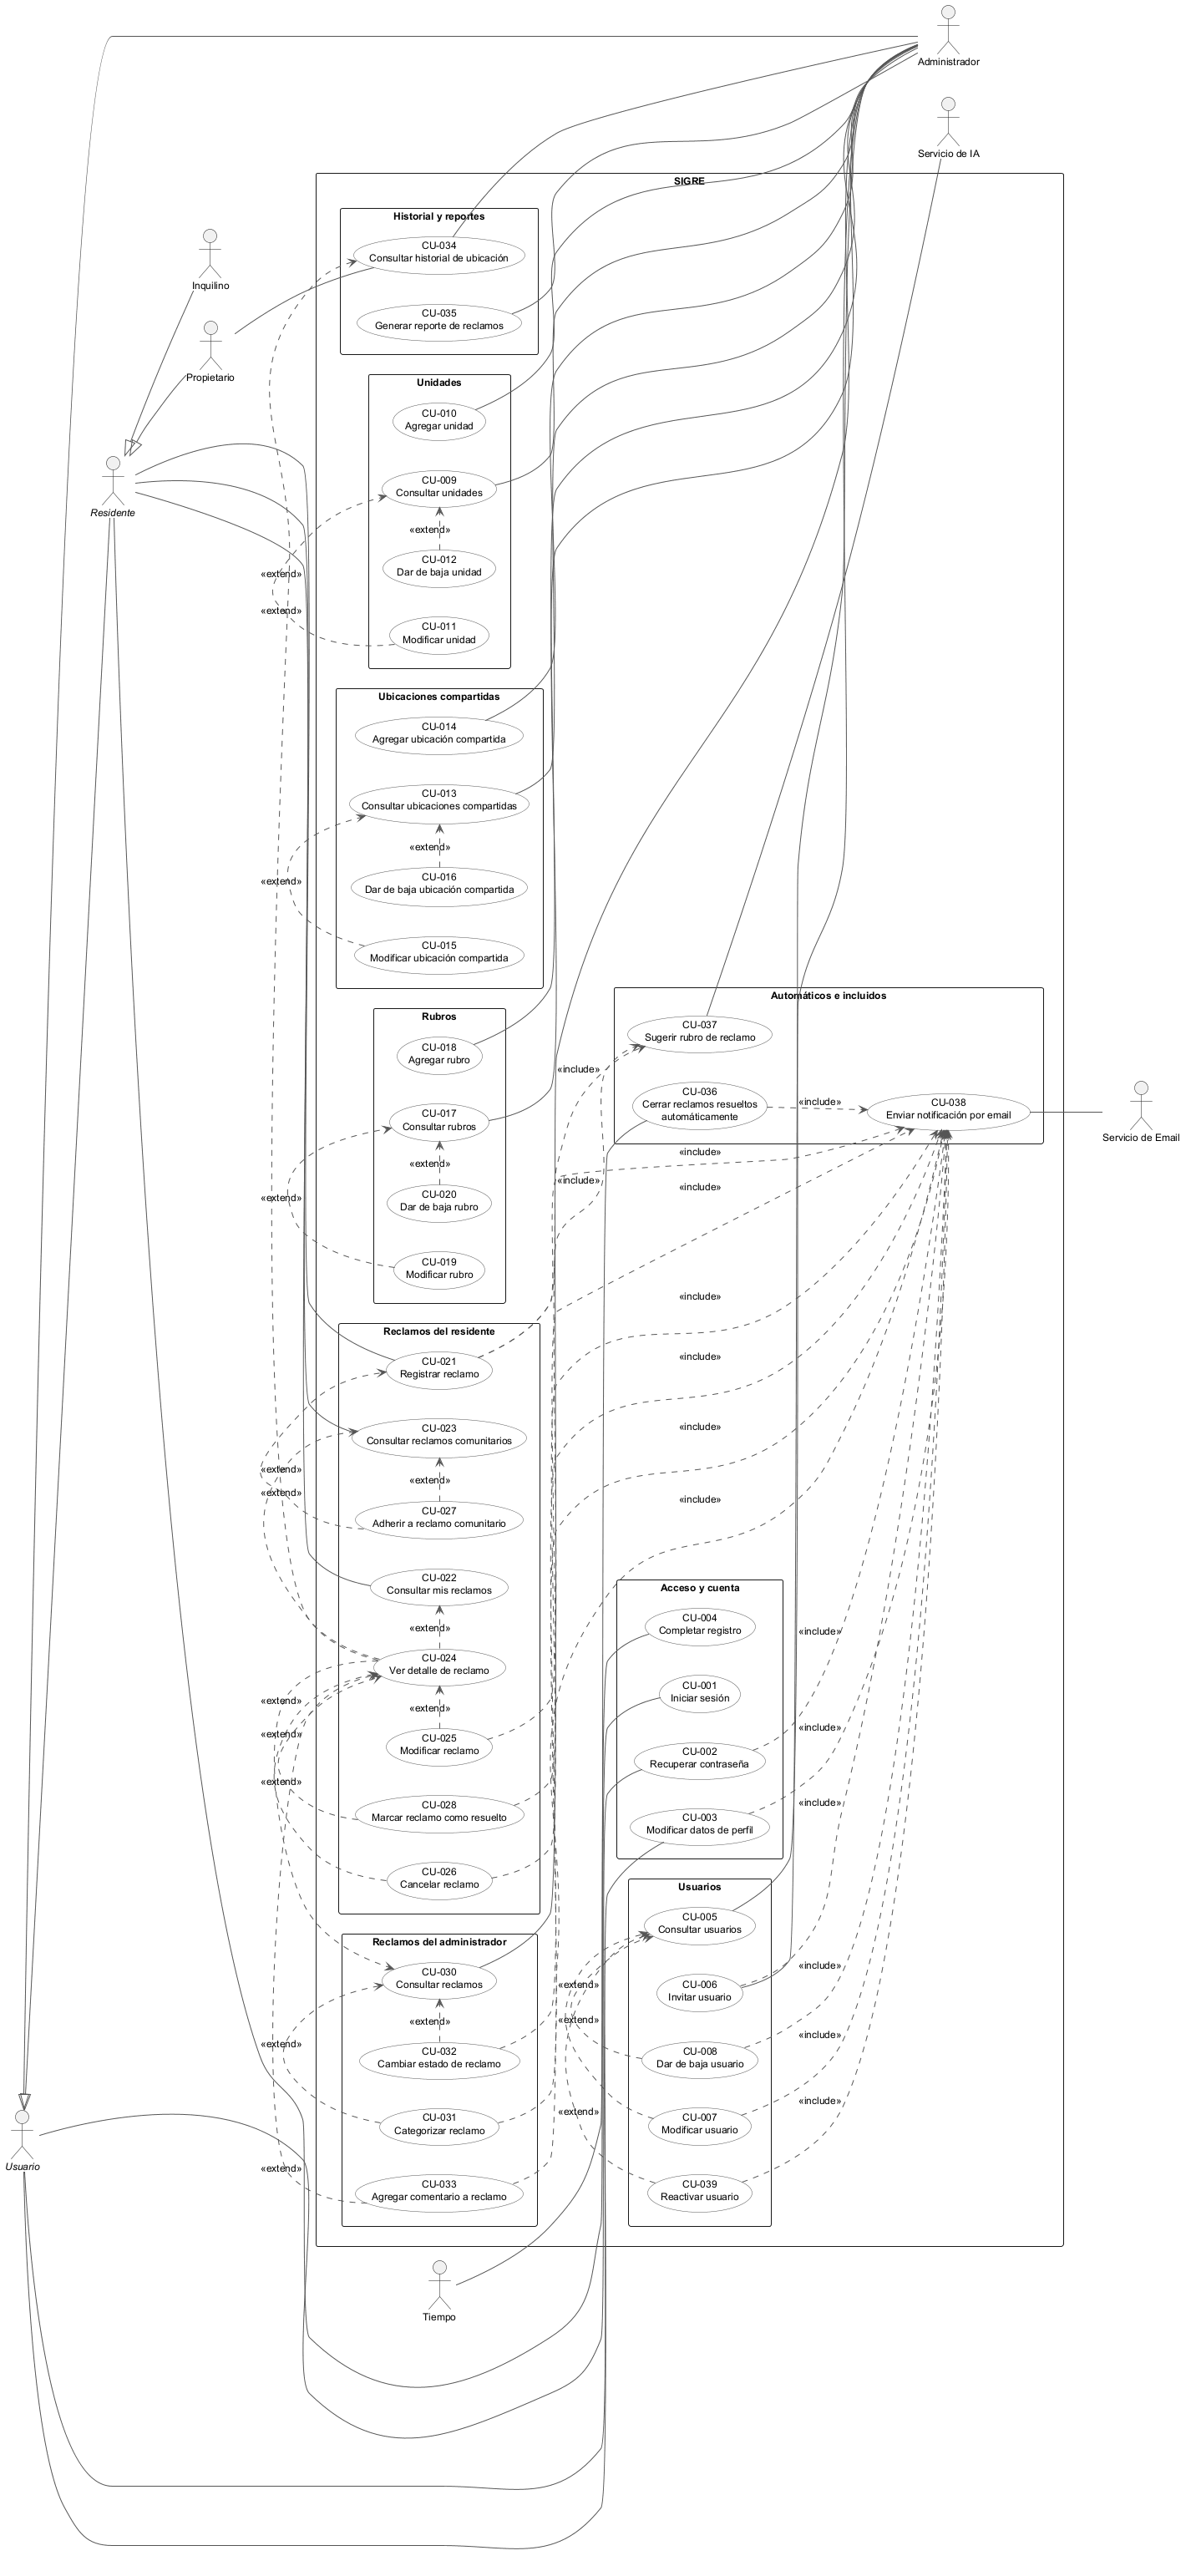 Administrador
Servicio de IA
SIGRE
Historial y reportes
CU-034
Consultar historial de ubicación
CU-035
Generar reporte de reclamos
Inquilino
Propietario
Residente
Unidades
CU-010
Agregar unidad
CU-009
Consultar unidades
«extend»
CU-012
Dar de baja unidad
«extend»
«extend»
CU-011
Modificar unidad
Ubicaciones compartidas
CU-014
Agregar ubicación compartida
CU-013
Consultar ubicaciones compartidas
«extend»
«extend»
CU-016
Dar de baja ubicación compartida
CU-015
Modificar ubicación compartida
Rubros
CU-018
Agregar rubro
CU-017
Consultar rubros
«extend»
«extend»
CU-020
Dar de baja rubro
CU-019
Modificar rubro
Automáticos e incluidos
CU-037
Sugerir rubro de reclamo
«include»
CU-036
Cerrar reclamos resueltos
automáticamente
«include»
CU-038
Enviar notificación por email
Servicio de Email
«include»
«include»
«include»
«include»
«include»
«include»
«include»
Reclamos del residente
CU-021
Registrar reclamo
CU-023
Consultar reclamos comunitarios
«extend»
«extend»
«extend»
CU-027
Adherir a reclamo comunitario
CU-022
Consultar mis reclamos
«extend»
CU-024
Ver detalle de reclamo
«extend»
«extend»
«extend»
«extend»
CU-025
Modificar reclamo
CU-028
Marcar reclamo como resuelto
CU-026
Cancelar reclamo
Acceso y cuenta
CU-004
Completar registro
«include»
CU-001
Iniciar sesión
«include»
CU-002
Recuperar contraseña
«include»
CU-003
Modificar datos de perfil
Usuarios
CU-005
Consultar usuarios
«include»
«extend»
CU-006
Invitar usuario
«extend»
«include»
CU-008
Dar de baja usuario
«include»
«extend»
CU-007
Modificar usuario
CU-039
Reactivar usuario
Reclamos del administrador
CU-030
Consultar reclamos
«extend»
«extend»
CU-032
Cambiar estado de reclamo
CU-031
Categorizar reclamo
«extend»
CU-033
Agregar comentario a reclamo
Usuario
Tiempo